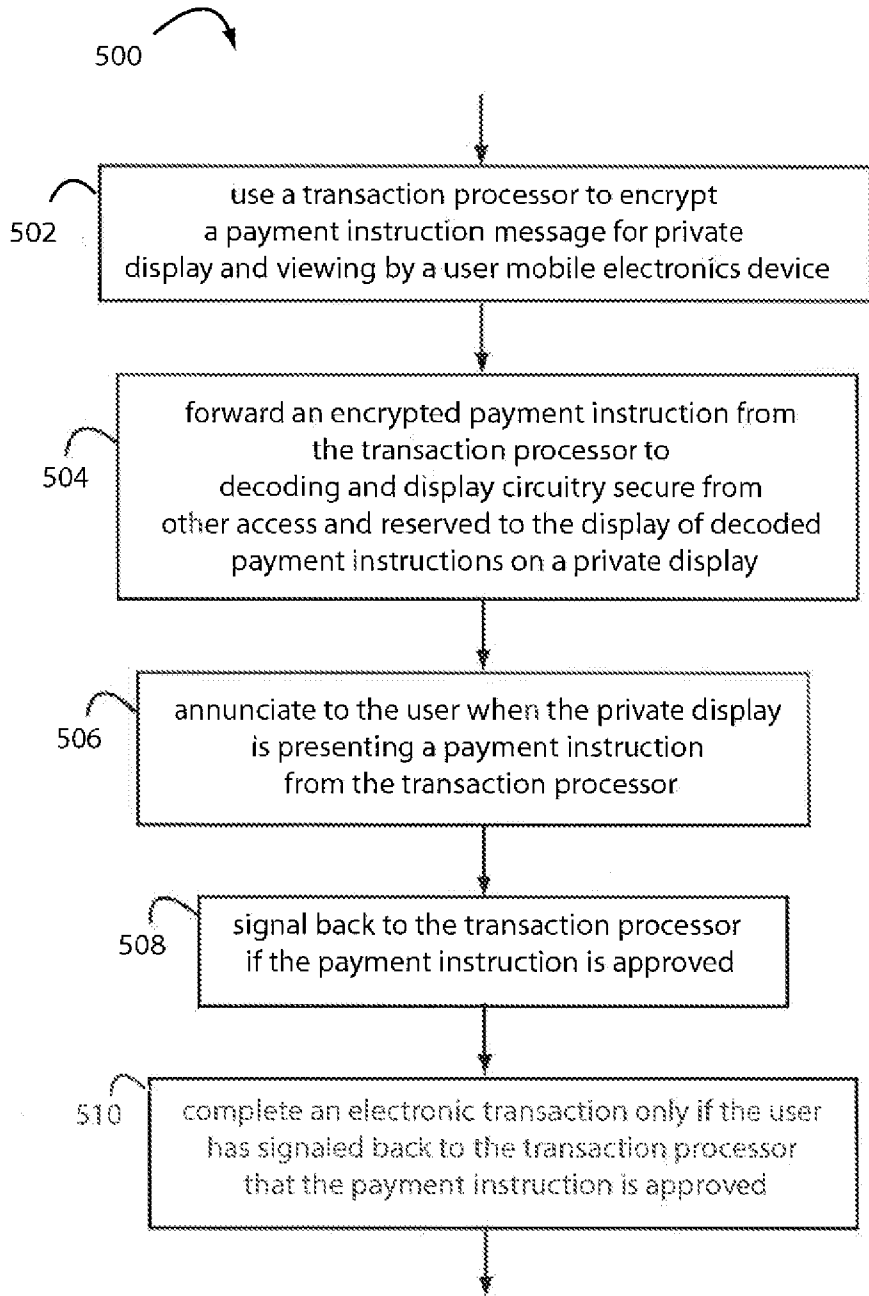 500
502
use a transaction processor to encrypt
a payment instruction message for private
display and viewing by a user mobile electronics device
504
forward an encrypted payment instruction from
the transaction processor to
decoding and display circuitry secure from
other access and reserved to the display of decoded
payment instructions on a private display
506
annunciate to the user when the private display
is presenting a payment instruction
from the transaction processor
508
signal back to the transaction processor
if the payment instruction is approved
510
complete an electronic transaction only if the user
has signaled back to the transaction processor
that the payment instruction is approved